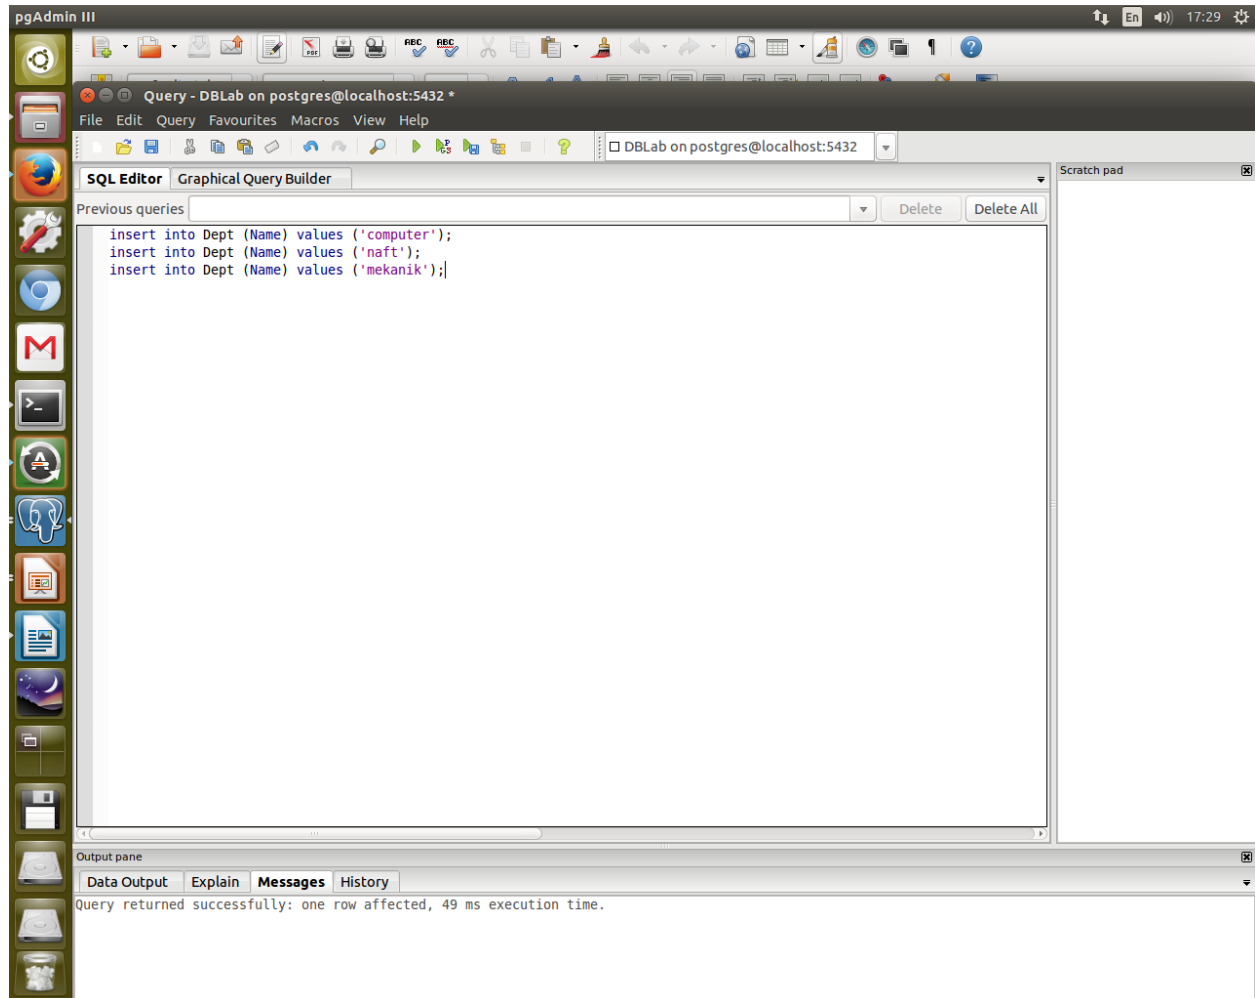 pgAdmin III
En
17:29
ABC
ABC
PDF
Query - DBLab on postgres@localhost:5432 *
File Edit Query Favourites Macros View Help
DBLab on postgres@localhost:5432
SQL Editor Graphical Query Builder
Scratch pad
Previous queries
Delete
Delete All
insert into Dept (Name) values ('computer');
insert into Dept (Name) values ('naft');
insert into Dept (Name) values ('mekanik');
Output pane
Data Output Explain Messages History
Query returned successfully: one row affected, 49 ms execution time.